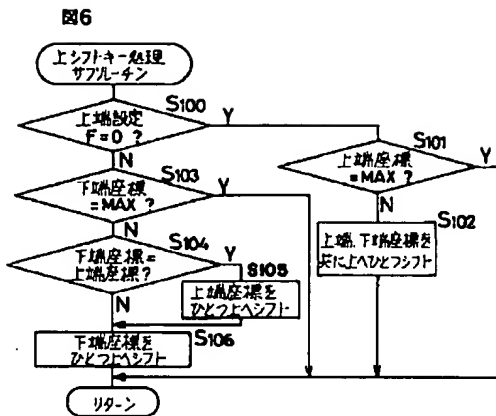 図6
上シフトキー処理
サブルーチン
S100
上端設定
F=0?
Y
N
S101
上端座標
=MAX?
Y
N
S102
上端、下端座標を
共に上へひとつシフト
S103
下端座標
=MAX?
Y
N
S104
下端座標=
上端座標?
Y
N
S105
上端座標を
ひとつ上へシフト
S106
下端座標を
ひとつ上へシフト
リターン